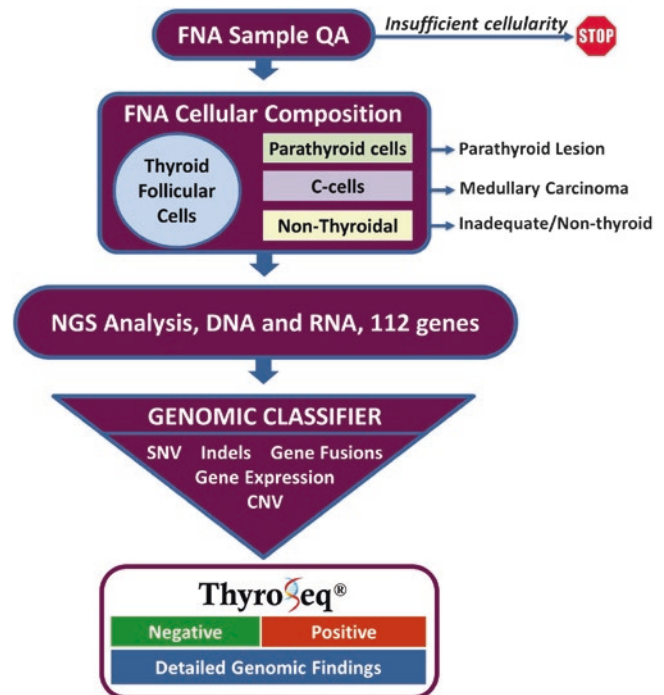 FNA Sample QA
Insufficient cellularity
STOP
FNA Cellular Composition
Thyroid
Follicular
Cells
Parathyroid cells
Parathyroid Lesion
C-cells
Medullary Carcinoma
Non-Thyroidal
Inadequate/Non-thyroid
NGS Analysis, DNA and RNA, 112 genes
GENOMIC CLASSIFIER
SNV Indels Gene Fusions
Gene Expression
CNV
ThyroSeq®
Negative Positive
Detailed Genomic Findings